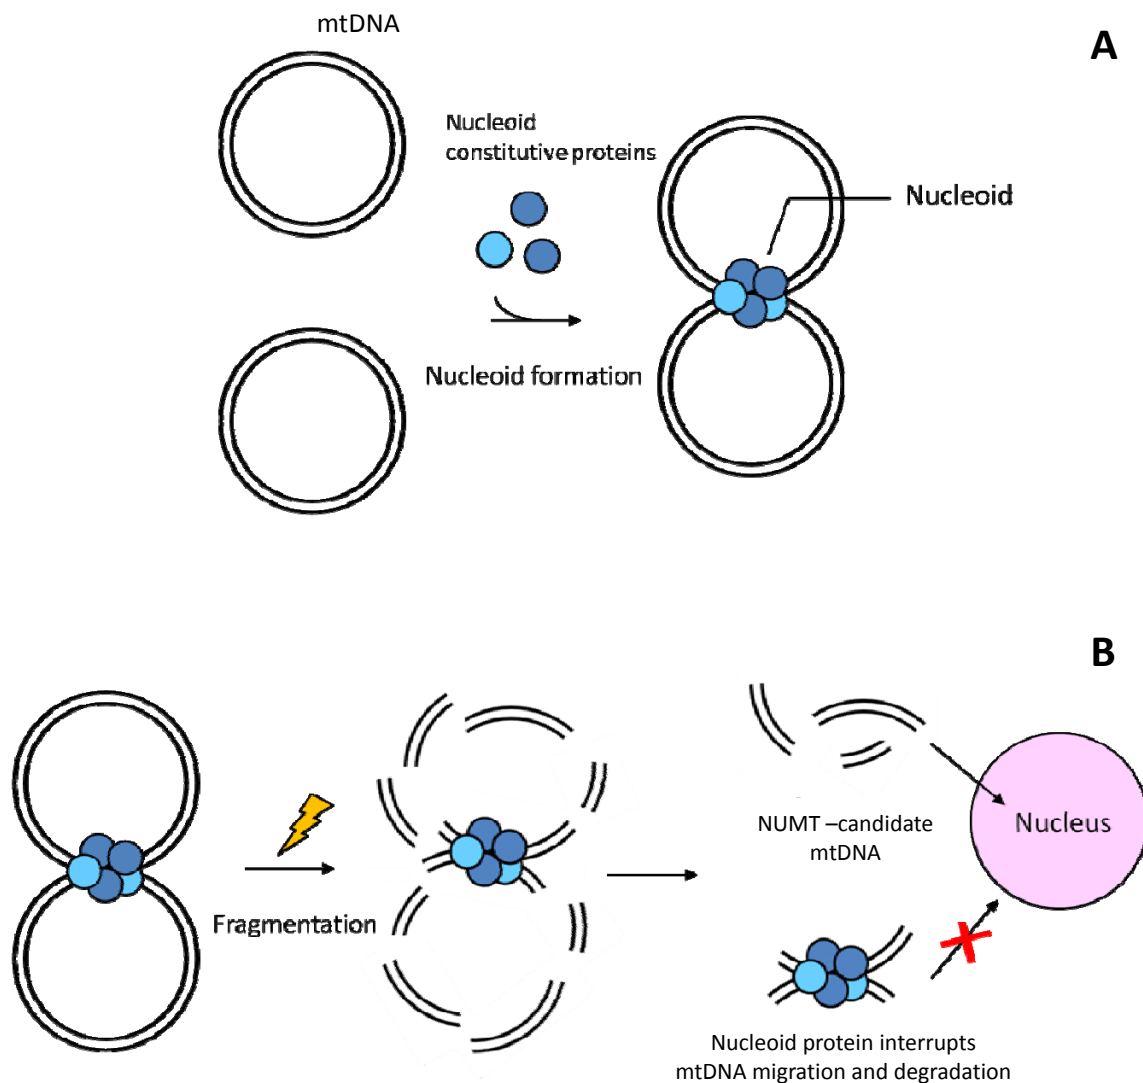 mtDNA
A
Nucleoid
constitutive proteins
Nucleoid
Nucleoid formation
B
Fragmentation
NUMT –candidate
mtDNA
Nucleus
Nucleoid protein interrupts
mtDNA migration and degradation